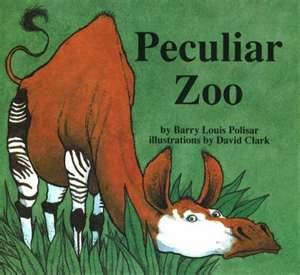 Peculiar
Zoo
by Barry Louis Polisar
illustrations by David Clark